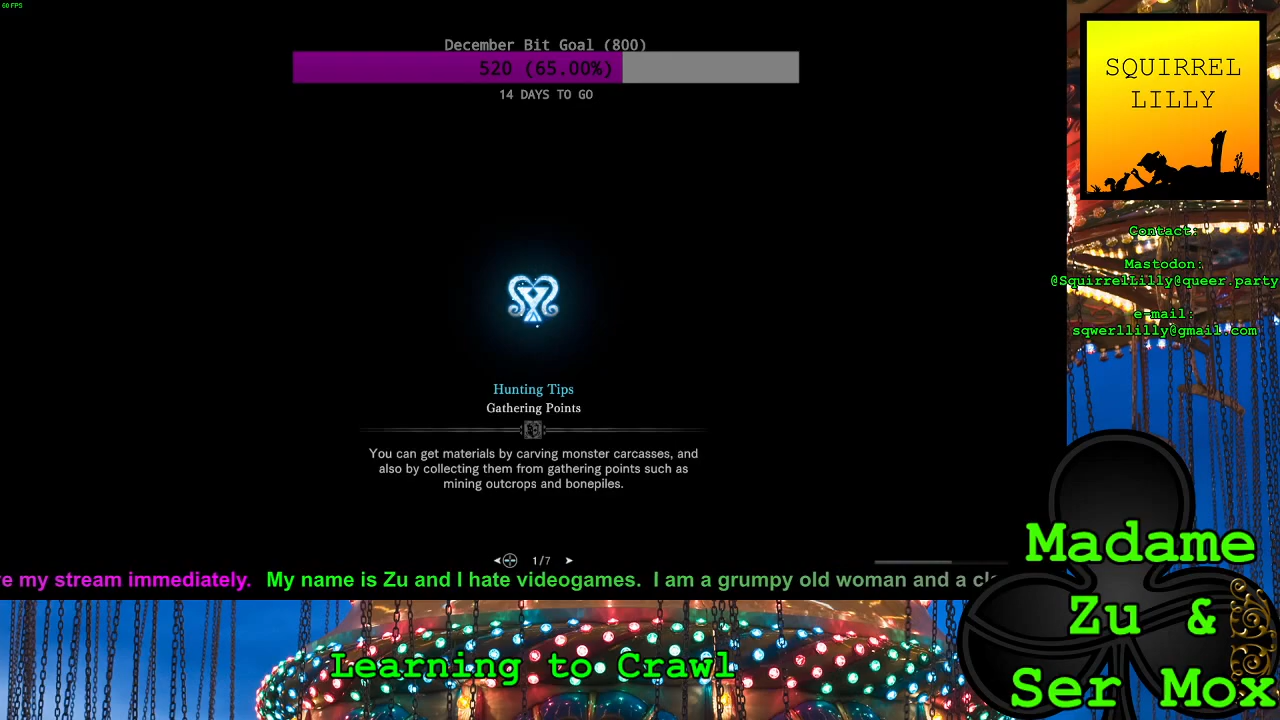 60 FPS
December Bit Goal (800)
520 (65.00%)
14 DAYS TO GO
SQUIRREL
LILLY
Contact:
Mastodon:
@SquirrelLilly@queer.party
e-mail:
sqwerllilly@gmail.com
Hunting Tips
Gathering Points
You can get materials by carving monster carcasses, and
also by collecting them from gathering points such as
mining outcrops and bonepiles.
1/7
e my stream immediately. My name is Zu and I hate videogames. I am a grumpy old woman and a cl
Learning to Crawl
Madame
Zu &
Ser Mox